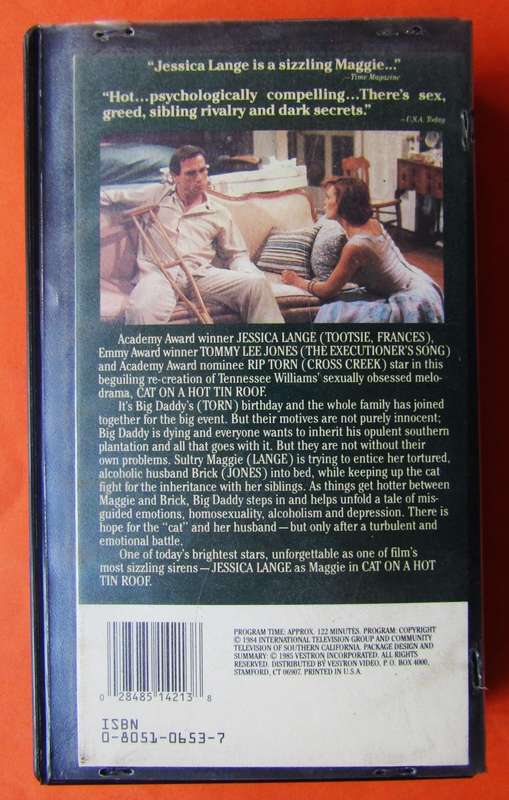 “Jessica Lange is a sizzling Maggie...”
—Time Magazine
“Hot...psychologically compelling...There's sex,
greed, sibling rivalry and dark secrets.”
—U.S.A. Today
Academy Award winner JESSICA LANGE (TOOTSIE, FRANCES),
Emmy Award winner TOMMY LEE JONES (THE EXECUTIONER'S SONG)
and Academy Award nominee RIP TORN (CROSS CREEK) star in this
beguiling re-creation of Tennessee Williams' sexually obsessed melo-
drama, CAT ON A HOT TIN ROOF.
It's Big Daddy's (TORN) birthday and the whole family has joined
together for the big event. But their motives are not purely innocent;
Big Daddy is dying and everyone wants to inherit his opulent southern
plantation and all that goes with it. But they are not without their
own problems. Sultry Maggie (LANGE) is trying to entice her tortured,
alcoholic husband Brick (JONES) into bed, while keeping up the cat
fight for the inheritance with her siblings. As things get hotter between
Maggie and Brick, Big Daddy steps in and helps unfold a tale of mis-
guided emotions, homosexuality, alcoholism and depression. There is
hope for the “cat” and her husband—but only after a turbulent and
emotional battle.
One of today's brightest stars, unforgettable as one of film's
most sizzling sirens—JESSICA LANGE as Maggie in CAT ON A HOT
TIN ROOF.
PROGRAM TIME: APPROX. 122 MINUTES. PROGRAM: COPYRIGHT
© 1984 INTERNATIONAL TELEVISION GROUP AND COMMUNITY
TELEVISION OF SOUTHERN CALIFORNIA. PACKAGE DESIGN AND
SUMMARY: © 1985 VESTRON INCORPORATED. ALL RIGHTS
RESERVED. DISTRIBUTED BY VESTRON VIDEO, P.O. BOX 4000,
STAMFORD, CT 06907. PRINTED IN U.S.A.
0 28485 14213 8
ISBN
0-8051-0653-7